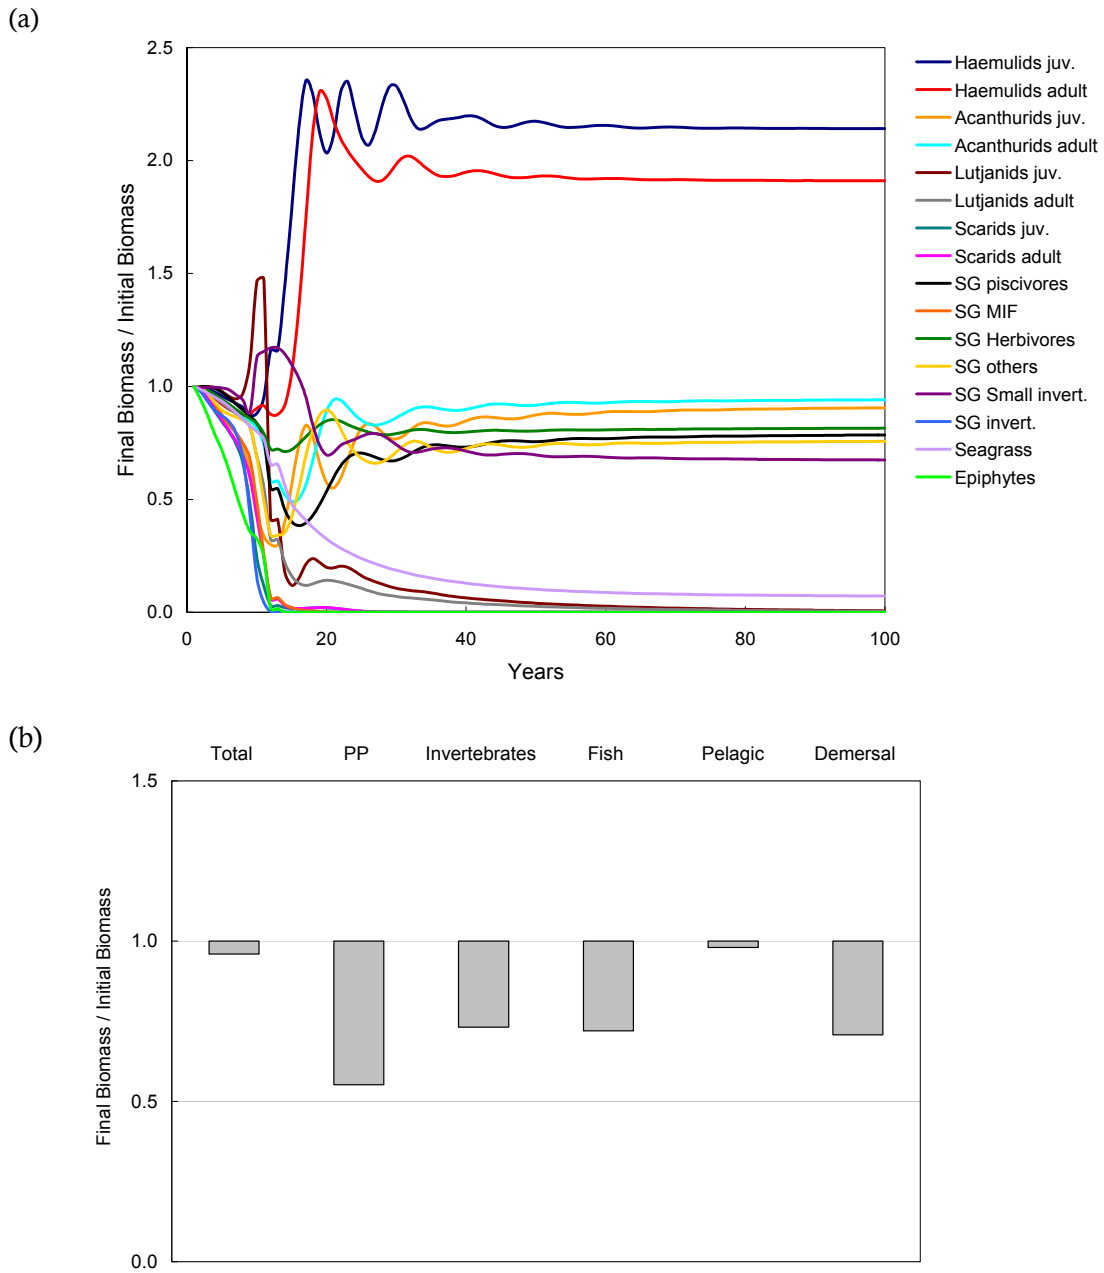 (a)
2.5
2.0
1.5
1.0
0.5
0.0
Final Biomass / Initial Biomass
0
20
40
60
80
100
Years
Haemulids juv.
Haemulids adult
Acanthurids juv.
Acanthurids adult
Lutjanids juv.
Lutjanids adult
Scarids juv.
Scarids adult
SG piscivores
SG MIF
SG Herbivores
SG others
SG Small invert.
SG invert.
Seagrass
Epiphytes
(b)
Total PP Invertebrates Fish Pelagic Demersal
1.5
1.0
0.5
0.0
Final Biomass / Initial Biomass